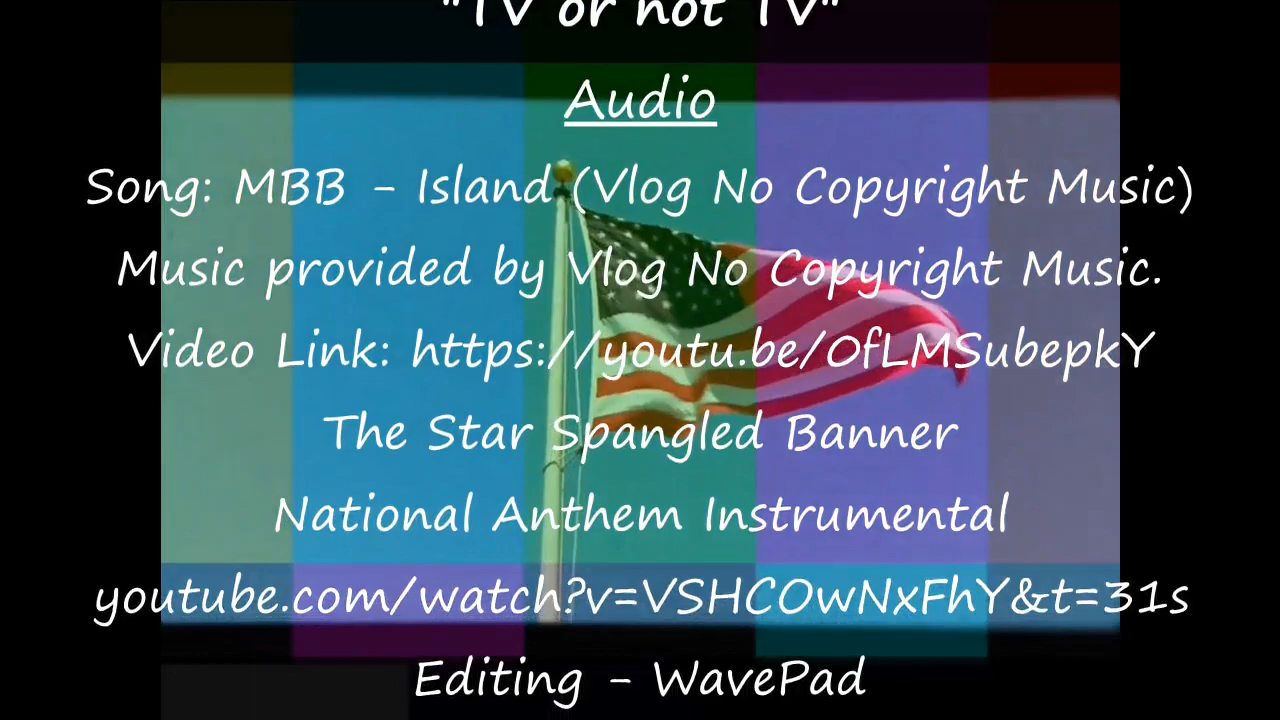 "TV or not TV"
Audio
Song: MBB - Island (Vlog No Copyright Music)
Music provided by Vlog No Copyright Music.
Video Link: https://youtu.be/0fLMSubepkY
The Star Spangled Banner
National Anthem Instrumental
youtube.com/watch?v=VSHCOwNxFhY&t=31s
Editing - WavePad